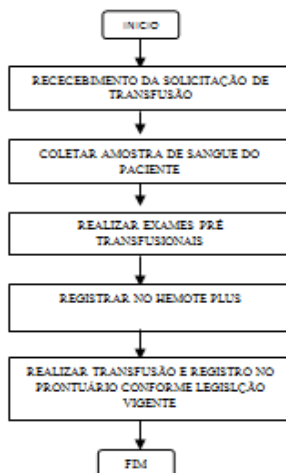 INICIO
RECECEBIMENTO DA SOLICITAÇÃO DE
TRANSFUSÃO
COLETAR AMOSTRA DE SANGUE DO
PACIENTE
REALIZAR EXAMES PRÉ
TRANSFUSIONAIS
REGISTRAR NO HEMOTE PLUS
REALIZAR TRANSFUSÃO E REGISTRO NO
PRONTUÁRIO CONFORME LEGISLÇÃO
VIGENTE
FIM